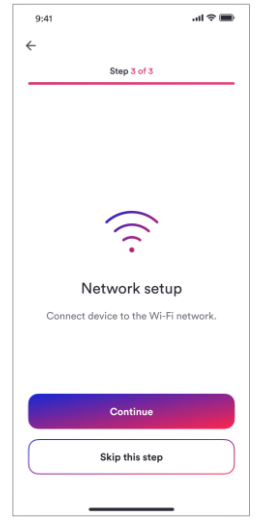 9:41
Step 3 of 3
Network setup
Connect device to the Wi-Fi network.
Continue
Skip this step